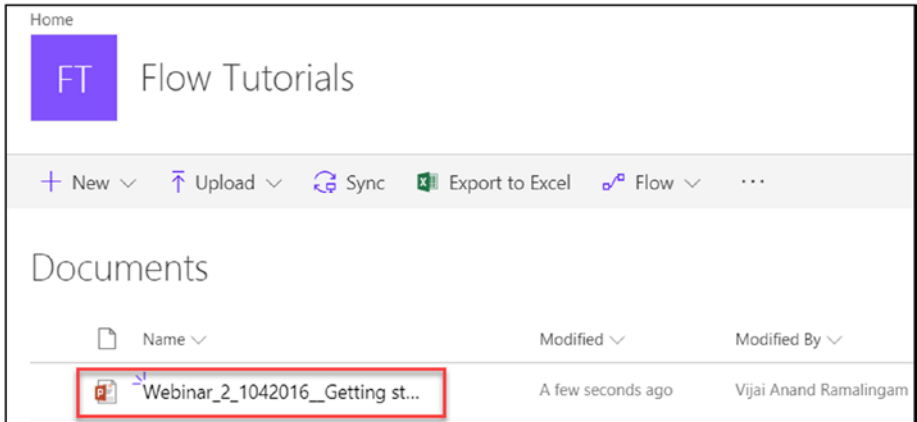 Home
FT Flow Tutorials
New Upload Sync Export to Excel Flow ...
Documents
Name Modified Modified By
Webinar_2_1042016__Getting st... A few seconds ago Vijai Anand Ramalingam